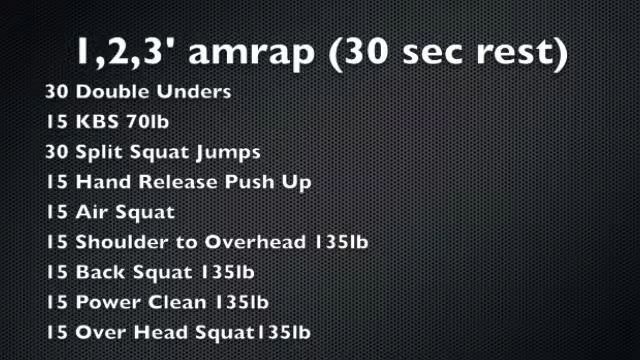 1,2,3' amrap (30 sec rest)
30 Double Unders
15 KBS 70lb
30 Split Squat Jumps
15 Hand Release Push Up
15 Air Squat
15 Shoulder to Overhead 135lb
15 Back Squat 135lb
15 Power Clean 135lb
15 Over Head Squat135lb